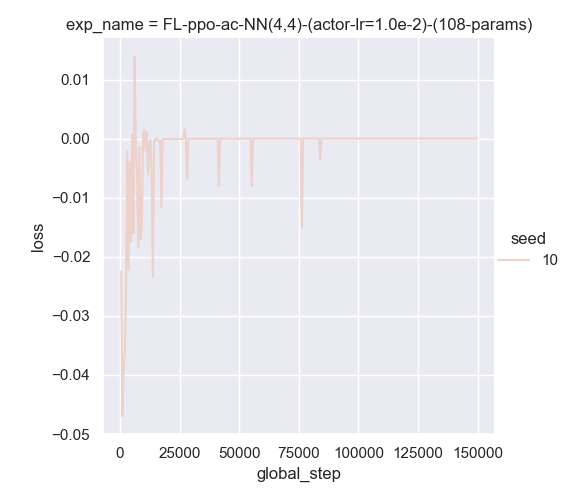 exp_name = FL-ppo-ac-NN(4,4)-(actor-lr=1.0e-2)-(108-params)
0.01
0.00
−0.01
−0.02
−0.03
−0.04
−0.05
loss
seed
10
0 25000 50000 75000 100000 125000 150000
global_step